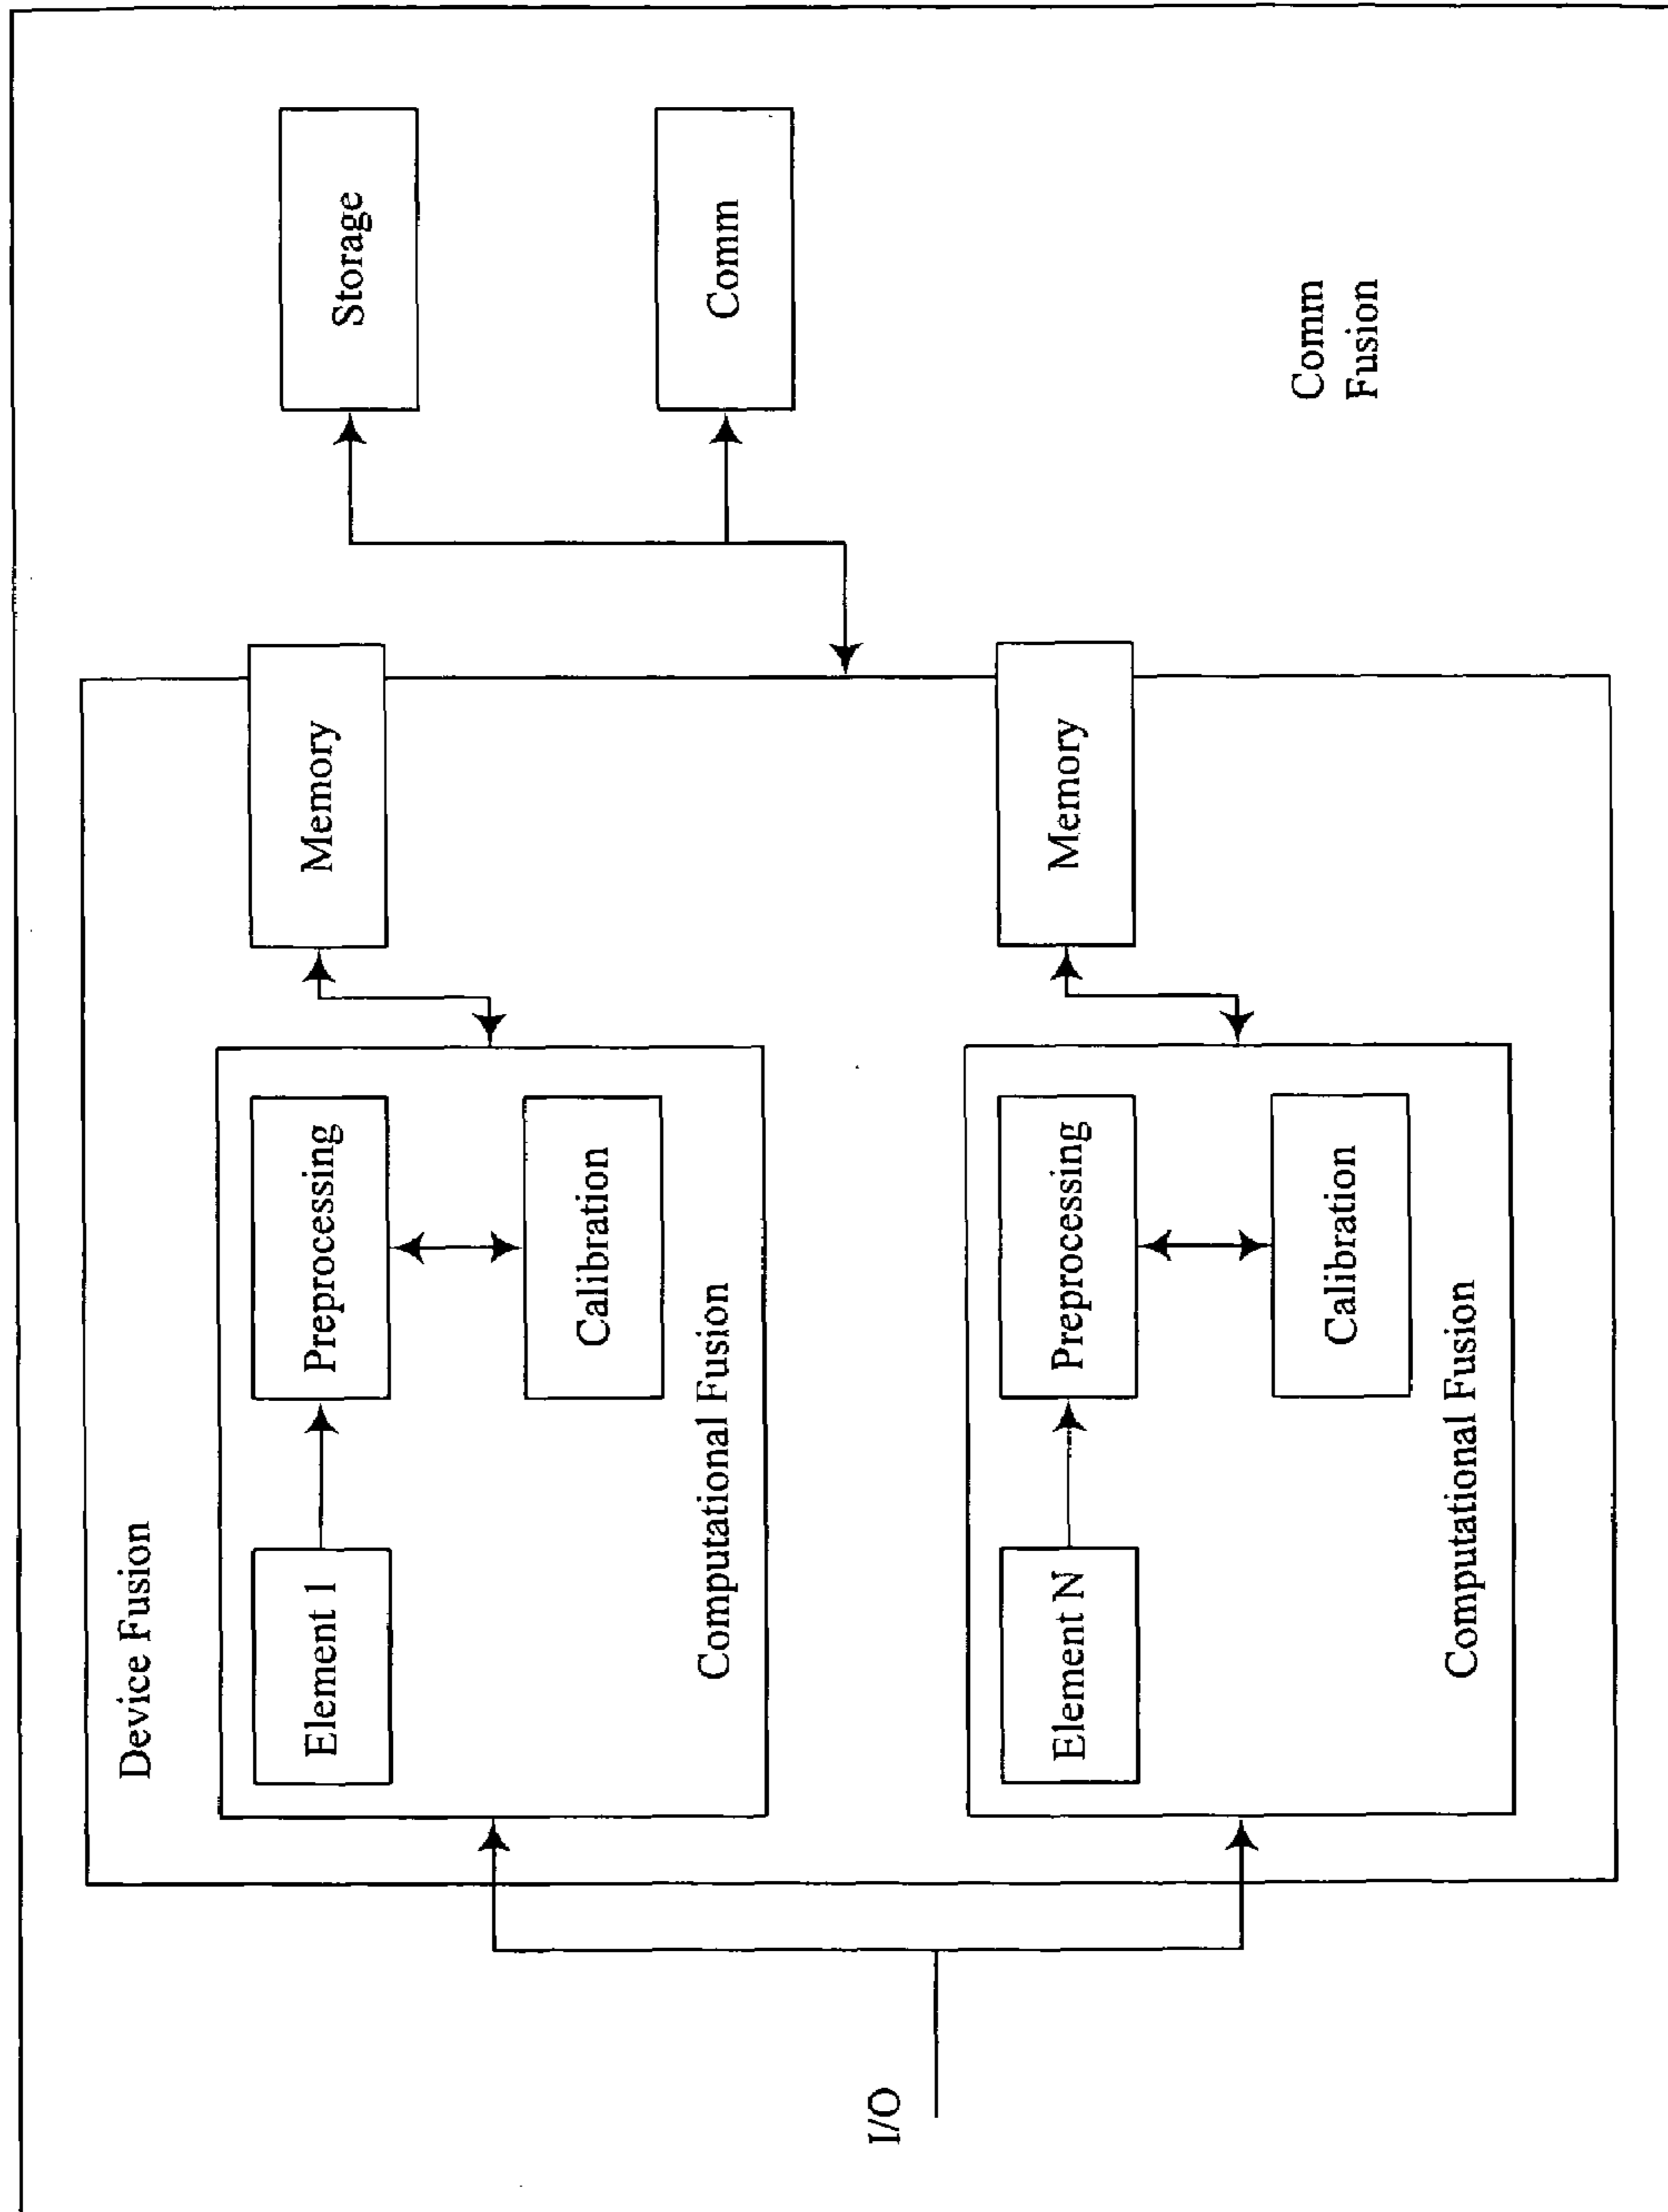 Device Fusion
Element 1
Preprocessing
Calibration
Computational Fusion
Memory
Storage
Comm
I/O
Element N
Preprocessing
Calibration
Computational Fusion
Memory
Comm
Fusion